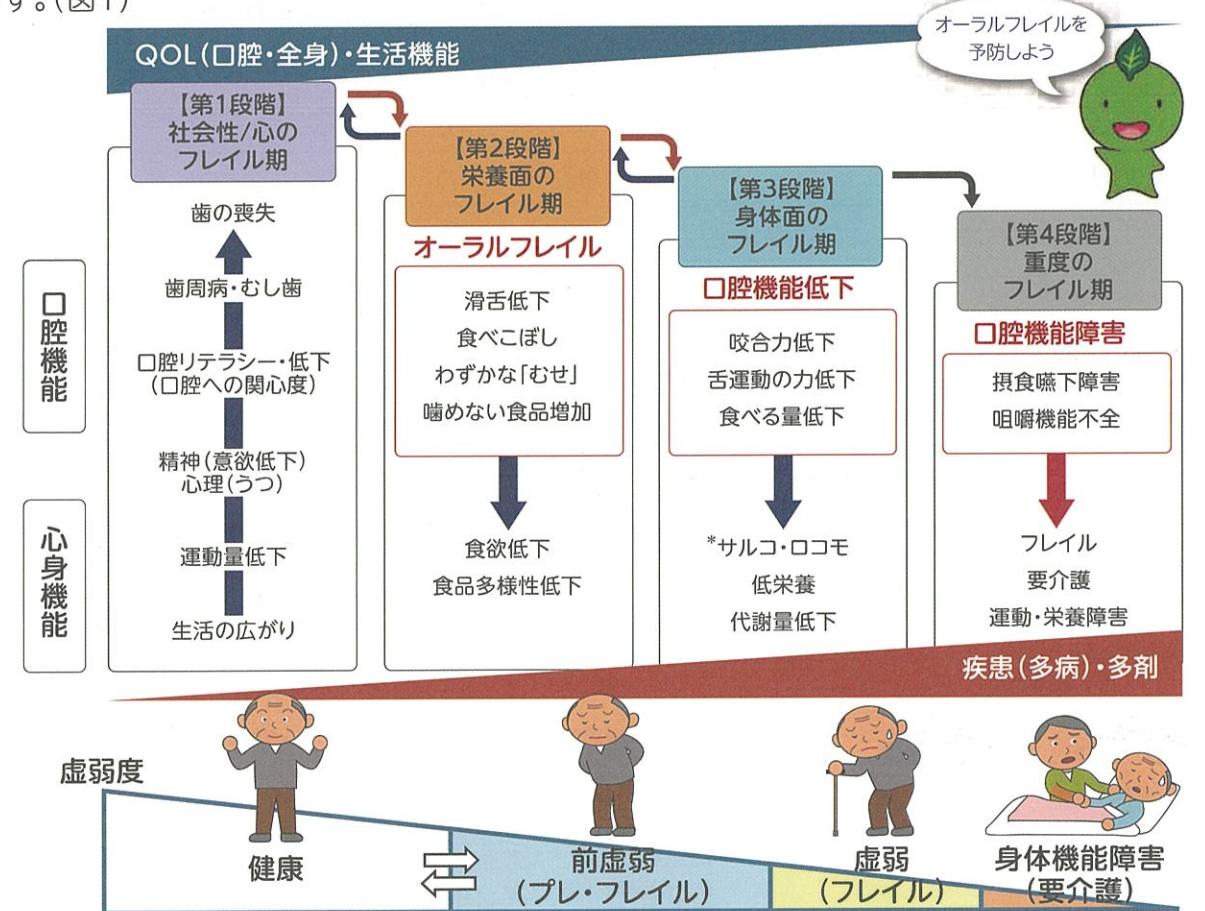 す。(図1)
オーラルフレイルを
予防しよう
QOL(口腔・全身)・生活機能
【第1段階】
社会性/心の
フレイル期
【第2段階】
栄養面の
フレイル期
【第3段階】
身体面の
フレイル期
【第4段階】
重度の
フレイル期
口腔機能
心身機能
歯の喪失
歯周病・むし歯
口腔リテラシー・低下
(口腔への関心度)
精神(意欲低下)
心理(うつ)
運動量低下
生活の広がり
オーラルフレイル
滑舌低下
食べこぼし
わずかな「むせ」
噛めない食品増加
食欲低下
食品多様性低下
口腔機能低下
咬合力低下
舌運動の力低下
食べる量低下
*サルコ・ロコモ
低栄養
代謝量低下
口腔機能障害
摂食嚥下障害
咀嚼機能不全
フレイル
要介護
運動・栄養障害
疾患(多病)・多剤
虚弱度
健康
前虚弱
(プレ・フレイル)
虚弱
(フレイル)
身体機能障害
(要介護)